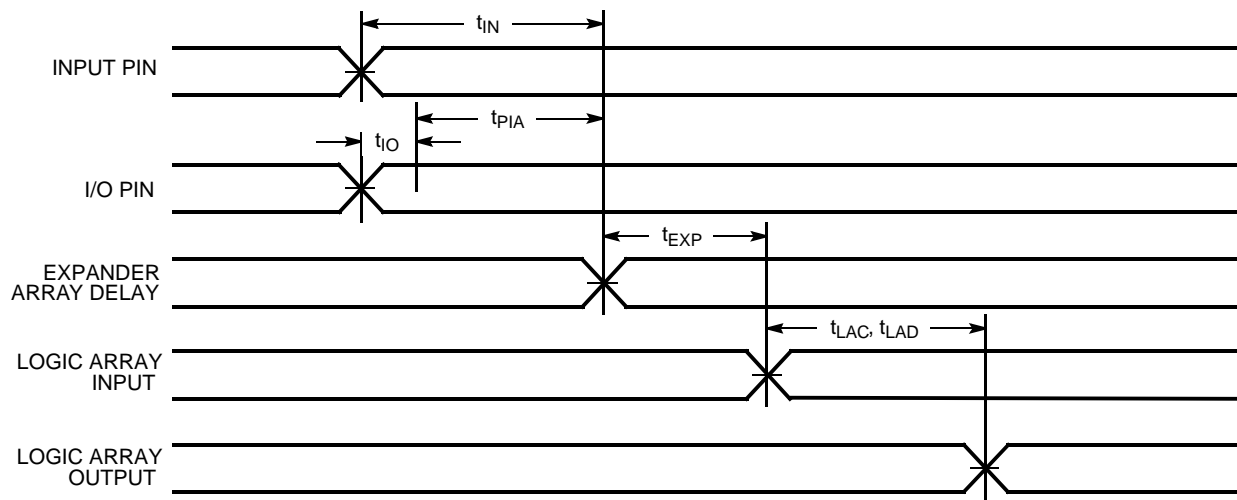 tIN
INPUT PIN
tPIA
tIO
I/O PIN
tEXP
EXPANDER
ARRAY DELAY
tLAC, tLAD
LOGIC ARRAY
INPUT
LOGIC ARRAY
OUTPUT